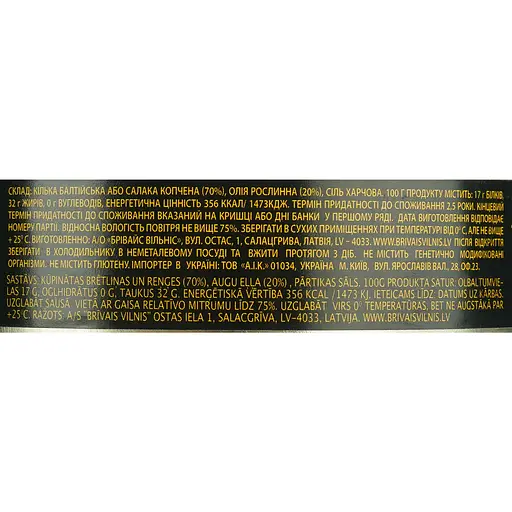 СКЛАД: КІЛЬКА БАЛТІЙСЬКА АБО САЛАКА КОПЧЕНА (70%), ОЛІЯ РОСЛИННА (20%), СІЛЬ ХАРЧОВА. 100 Г ПРОДУКТУ МІСТИТЬ: 17 г БІЛКІВ,
32 г ЖИРІВ, 0 г ВУГЛЕВОДІВ, ЕНЕРГЕТИЧНА ЦІННІСТЬ 356 ККАЛ/ 1473КДЖ. ТЕРМІН ПРИДАТНОСТІ ДО СПОЖИВАННЯ 2.5 РОКИ. КІНЦЕВИЙ
ТЕРМІН ПРИДАТНОСТІ ДО СПОЖИВАННЯ ВКАЗАНИЙ НА КРИШЦІ АБО ДНІ БАНКИ У ПЕРШОМУ РЯДІ. ДАТА ВИГОТОВЛЕННЯ ВІДПОВІДАЄ
НОМЕРУ ПАРТІЇ. ВІДНОСНА ВОЛОГІСТЬ ПОВІТРЯ НЕ ВИЩЕ 75%. ЗБЕРІГАТИ В СУХИХ ПРИМІЩЕННЯХ ПРИ ТЕМПЕРАТУРІ ВІД 0° С, АЛЕ НЕ ВИЩЕ
+ 25° С. ВИГОТОВЛЕННО: А/О «БРІВАЙС ВІЛЬНІС», ВУЛ. ОСТАС, 1, САЛАЦГРІВА, ЛАТВІЯ, LV – 4033. WWW.BRIVAISVILNIS.LV ПІСЛЯ ВІДКРИТТЯ
ЗБЕРІГАТИ В ХОЛОДИЛЬНИКУ В НЕМЕТАЛЕВОМУ ПОСУДІ ТА ВЖИТИ ПРОТЯГОМ 3 ДІБ. НЕ МІСТИТЬ ГЕНЕТИЧНО МОДИФІКОВАНІ
ОРГАНІЗМИ. НЕ МІСТИТЬ ГЛЮТЕНУ. ІМПОРТЕР В УКРАЇНІ: ТОВ «А.І.К.» 01034, УКРАЇНА М. КИЇВ, ВУЛ. ЯРОСЛАВІВ ВАЛ, 28, ОФ.23.
SASTĀVS: KŪPINĀTAS BRĒTLIŅAS UN RENĢES (70%), AUGU EĻĻA (20%) , PĀRTIKAS SĀLS. 100G PRODUKTA SATUR: OLBALTUMVIE-
LAS 17 G, OGĻHIDRĀTUS 0 G, TAUKUS 32 G. ENERĢĒTISKĀ VĒRTĪBA 356 KCAL /1473 KJ. IETEICAMS LĪDZ: DATUMS UZ KĀRBAS.
UZGLABĀT SAUSĀ VIETĀ AR GAISA RELATĪVO MITRUMU LĪDZ 75%. UZGLABĀT VIRS 0° TEMPERATŪRAS, BET NE AUGSTĀKĀ PAR
+25° C. RAŽOTS: A/S "BRĪVAIS VILNIS" OSTAS IELA 1, SALACGRĪVA, LV-4033, LATVIJA. WWW.BRIVAISVILNIS.LV